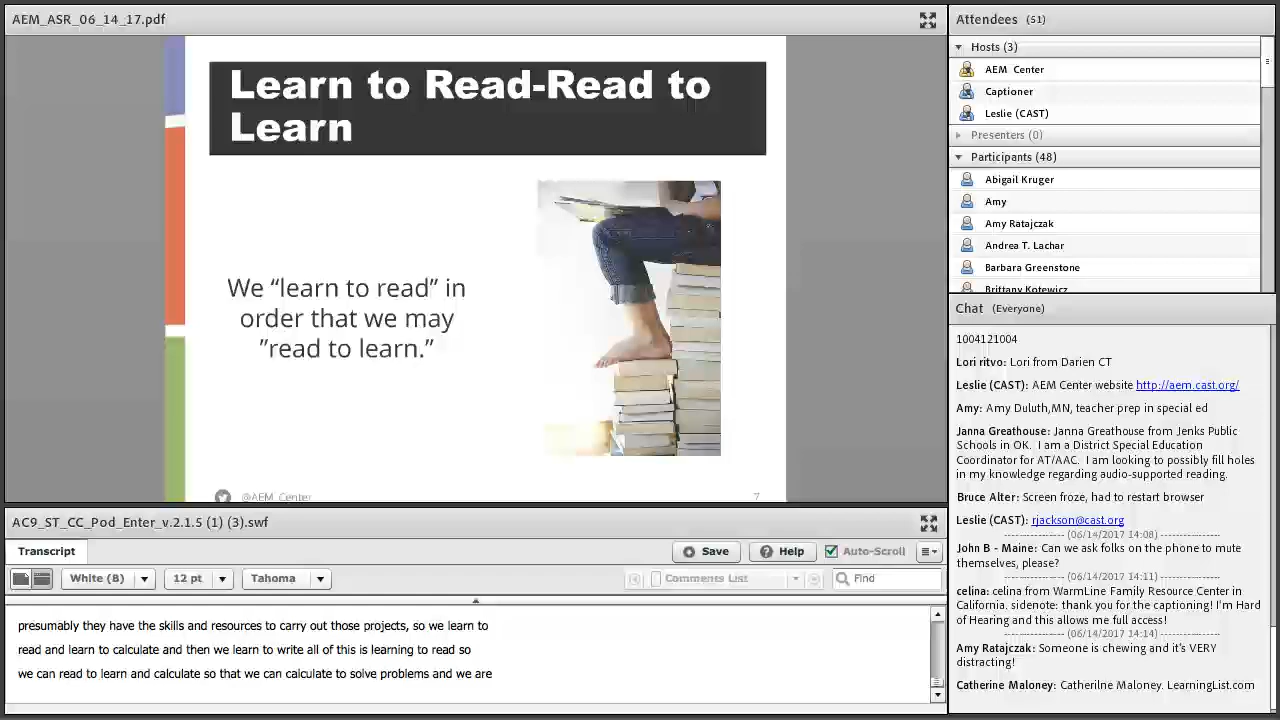 AEM_ASR_06_14_17.pdf
Learn to Read-Read to
Learn
We “learn to read” in
order that we may
”read to learn.”
@AEM_Center
7
AC9_ST_CC_Pod_Enter_v.2.1.5 (1) (3).swf
Transcript
Save
Help
Auto-Scroll
White (8)
12 pt
Tahoma
Comments List
Find
presumably they have the skills and resources to carry out those projects, so we learn to
read and learn to calculate and then we learn to write all of this is learning to read so
we can read to learn and calculate so that we can calculate to solve problems and we are
Attendees (51)
Hosts (3)
AEM Center
Captioner
Leslie (CAST)
Presenters (0)
Participants (48)
Abigail Kruger
Amy
Amy Ratajczak
Andrea T. Lachar
Barbara Greenstone
Brittany Kotewicz
Chat (Everyone)
1004121004
Lori ritvo: Lori from Darien CT
Leslie (CAST): AEM Center website http://aem.cast.org/
Amy: Amy Duluth,MN, teacher prep in special ed
Janna Greathouse: Janna Greathouse from Jenks Public
Schools in OK. I am a District Special Education
Coordinator for AT/AAC. I am looking to possibly fill holes
in my knowledge regarding audio-supported reading.
Bruce Alter: Screen froze, had to restart browser
Leslie (CAST): rjackson@cast.org
---------------- (06/14/2017 14:08) ----------------
John B - Maine: Can we ask folks on the phone to mute
themselves, please?
---------------- (06/14/2017 14:11) ----------------
celina: celina from WarmLine Family Resource Center in
California. sidenote: thank you for the captioning! I'm Hard
of Hearing and this allows me full access!
---------------- (06/14/2017 14:14) ----------------
Amy Ratajczak: Someone is chewing and it's VERY
distracting!
Catherine Maloney: Catherilne Maloney. LearningList.com